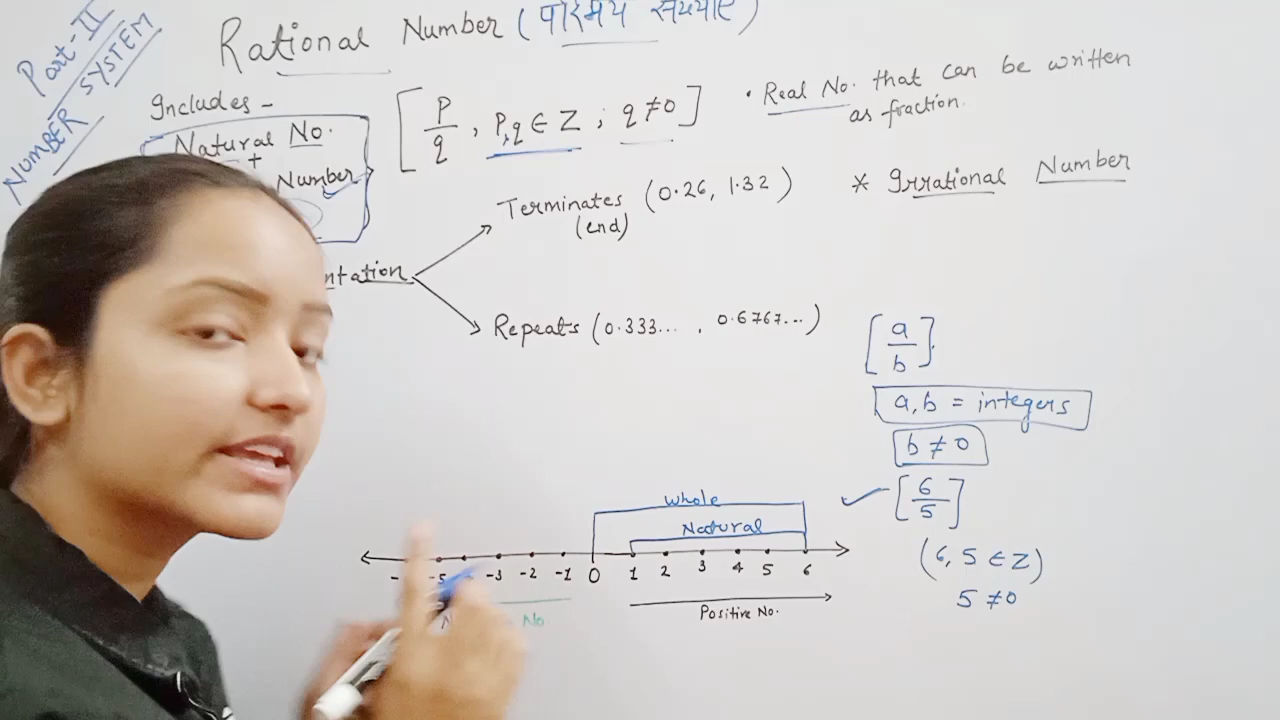 Part-II
NUMBER SYSTEM
Rational Number (परिमेय संख्याएँ)
Includes -
Natural No.
+
Number
[P/q , P,q ∈ Z ; q ≠ 0]
• Real No. that can be written
as fraction.
Terminates (0.26, 1.32)
(end)
* Irrational Number
ntation
Repeats (0.333... , 0.6767...)
[a/b]
a,b = integers
b ≠ 0
[6/5]
(6, 5 ∈ Z)
5 ≠ 0
Whole
Natural
-5 -3 -2 -1 0 1 2 3 4 5 6
No.
Positive No.